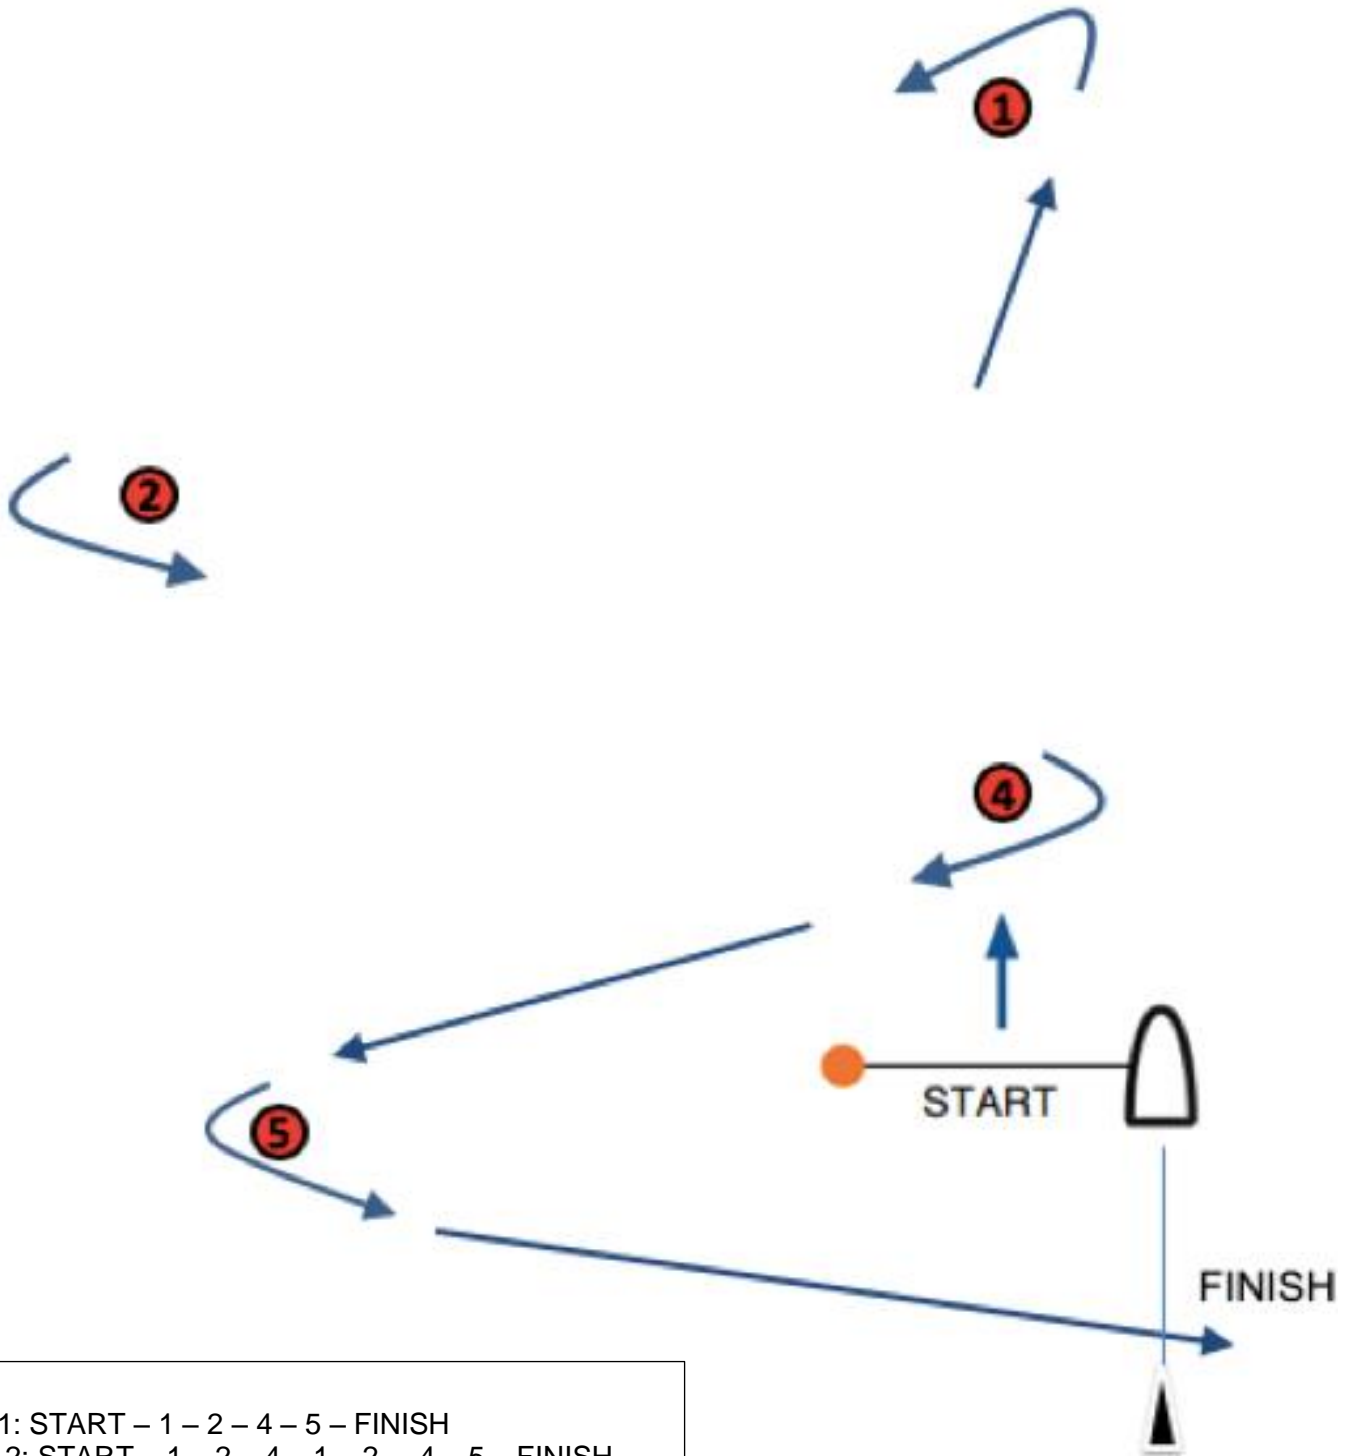 1
2
4
START
5
FINISH
1: START – 1 – 2 – 4 – 5 – FINISH
2: START – 1 – 2 – 4 – 1 – 2 – 4 – 5 – FINISH